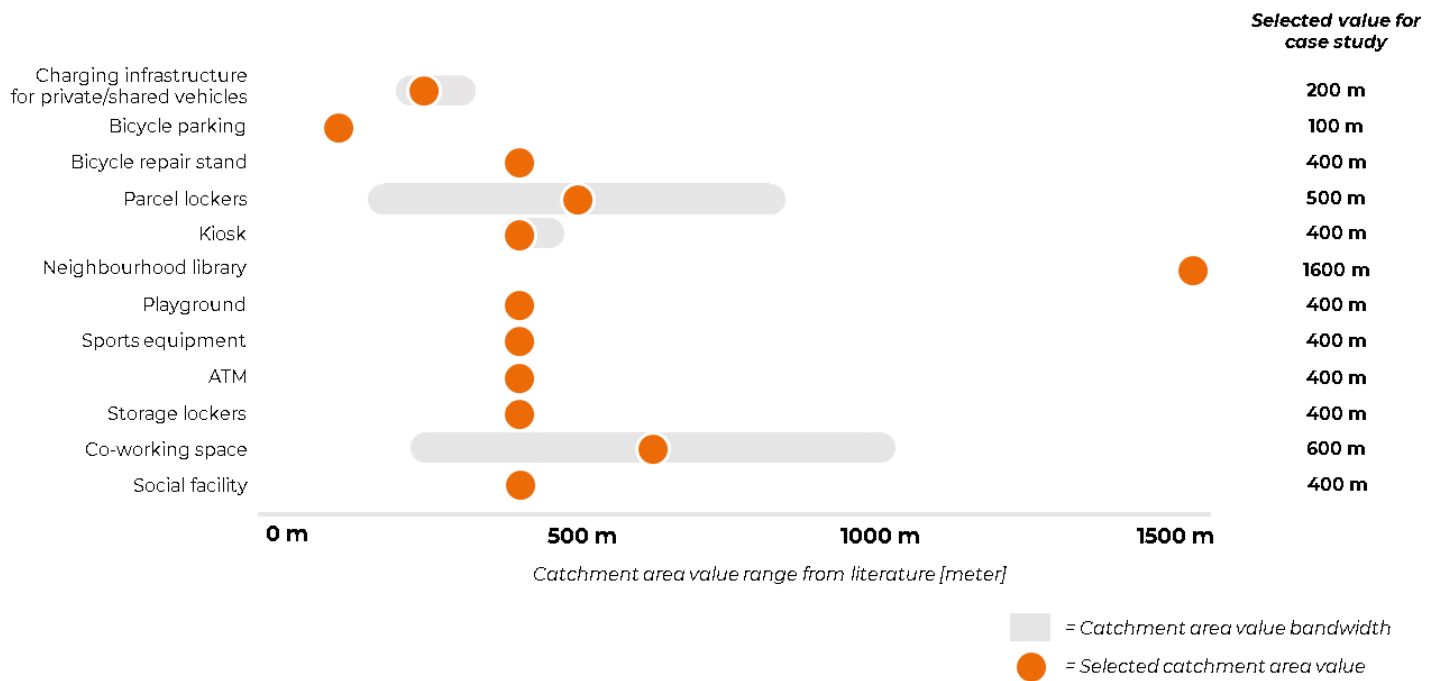 Selected value for
case study
Charging infrastructure
for private/shared vehicles
200 m
Bicycle parking
100 m
Bicycle repair stand
400 m
Parcel lockers
500 m
Kiosk
400 m
Neighbourhood library
1600 m
Playground
400 m
Sports equipment
400 m
ATM
400 m
Storage lockers
400 m
Co-working space
600 m
Social facility
400 m
0 m
500 m
1000 m
1500 m
Catchment area value range from literature [meter]
= Catchment area value bandwidth
= Selected catchment area value